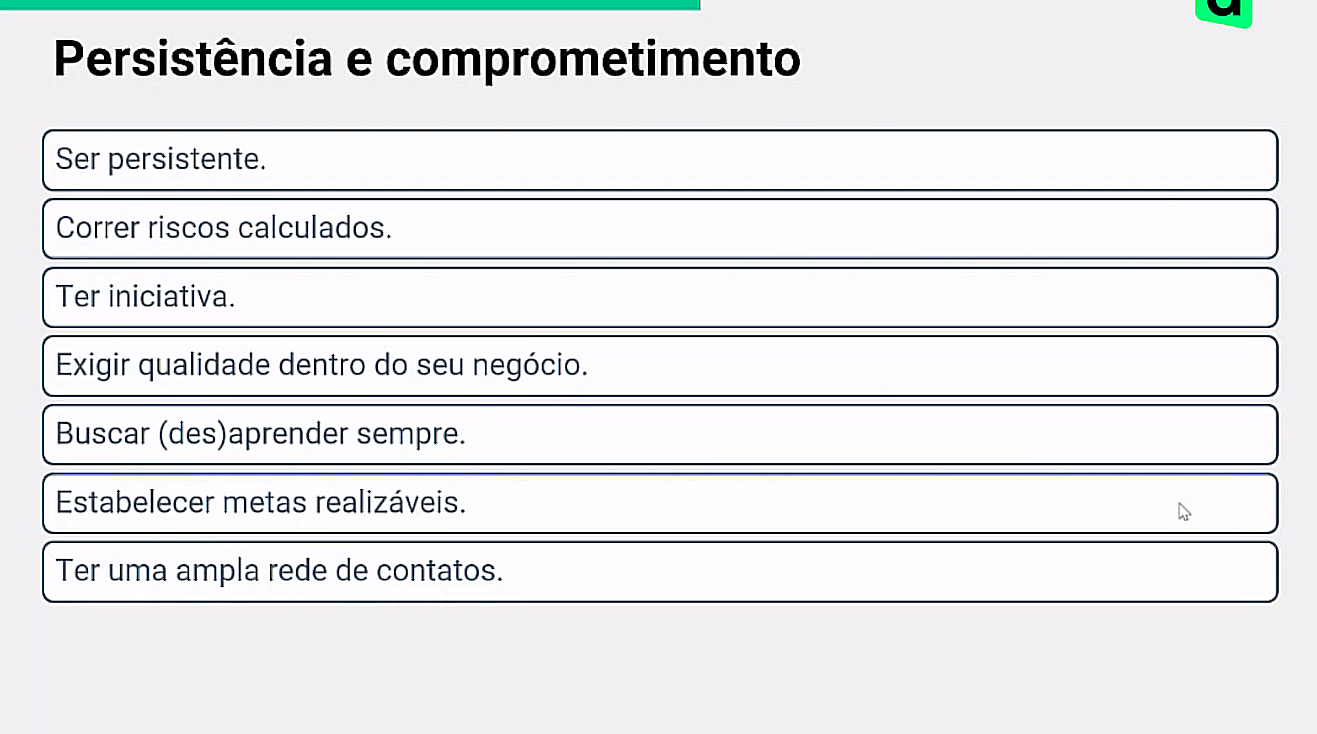 Persistência e comprometimento
Ser persistente.
Correr riscos calculados.
Ter iniciativa.
Exigir qualidade dentro do seu negócio.
Buscar (des)aprender sempre.
Estabelecer metas realizáveis.
Ter uma ampla rede de contatos.